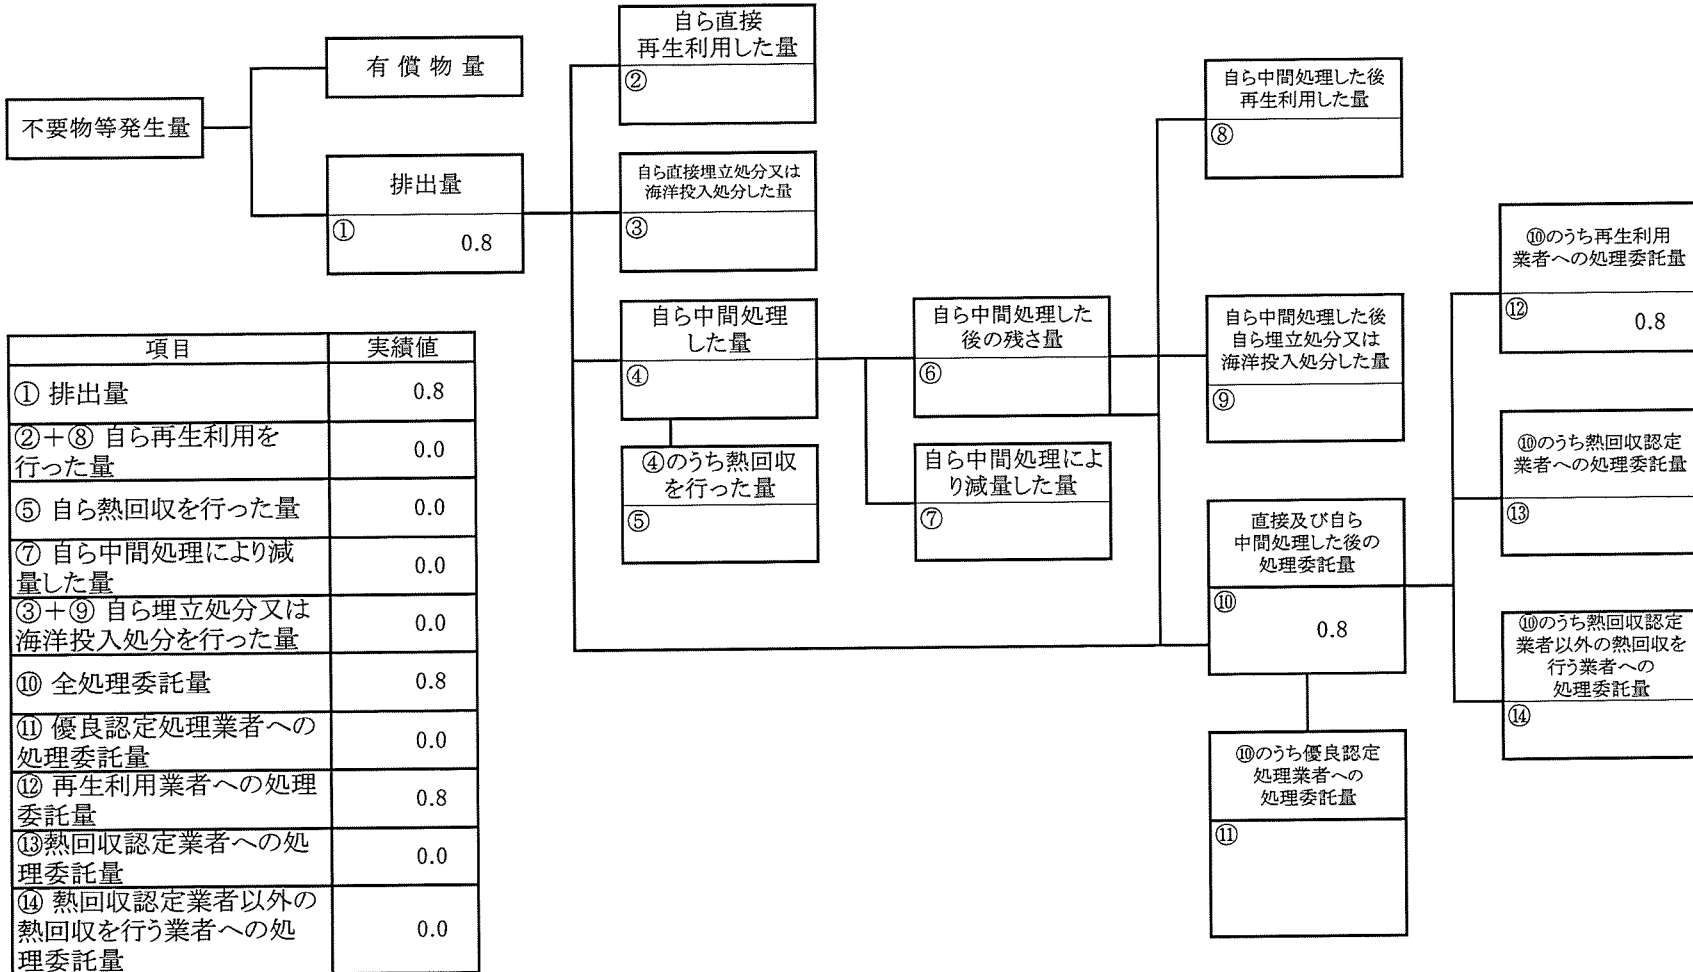 不要物等発生量
有償物量
排出量
①
0.8
自ら直接
再生利用した量
②
自ら直接埋立処分又は
海洋投入処分した量
③
自ら中間処理
した量
④
④のうち熱回収
を行った量
⑤
自ら中間処理した
後の残さ量
⑥
自ら中間処理によ
り減量した量
⑦
自ら中間処理した後
再生利用した量
⑧
自ら中間処理した後
自ら埋立処分又は
海洋投入処分した量
⑨
直接及び自ら
中間処理した後の
処理委託量
⑩
0.8
⑩のうち優良認定
処理業者への
処理委託量
⑪
⑩のうち再生利用
業者への処理委託量
⑫
0.8
⑩のうち熱回収認定
業者への処理委託量
⑬
⑩のうち熱回収認定
業者以外の熱回収を
行う業者への
処理委託量
⑭
項目 実績値
① 排出量 0.8
②＋⑧ 自ら再生利用を
行った量 0.0
⑤ 自ら熱回収を行った量 0.0
⑦ 自ら中間処理により減
量した量 0.0
③＋⑨ 自ら埋立処分又は
海洋投入処分を行った量 0.0
⑩ 全処理委託量 0.8
⑪ 優良認定処理業者への
処理委託量 0.0
⑫ 再生利用業者への処理
委託量 0.8
⑬熱回収認定業者への処
理委託量 0.0
⑭ 熱回収認定業者以外の
熱回収を行う業者への処
理委託量 0.0